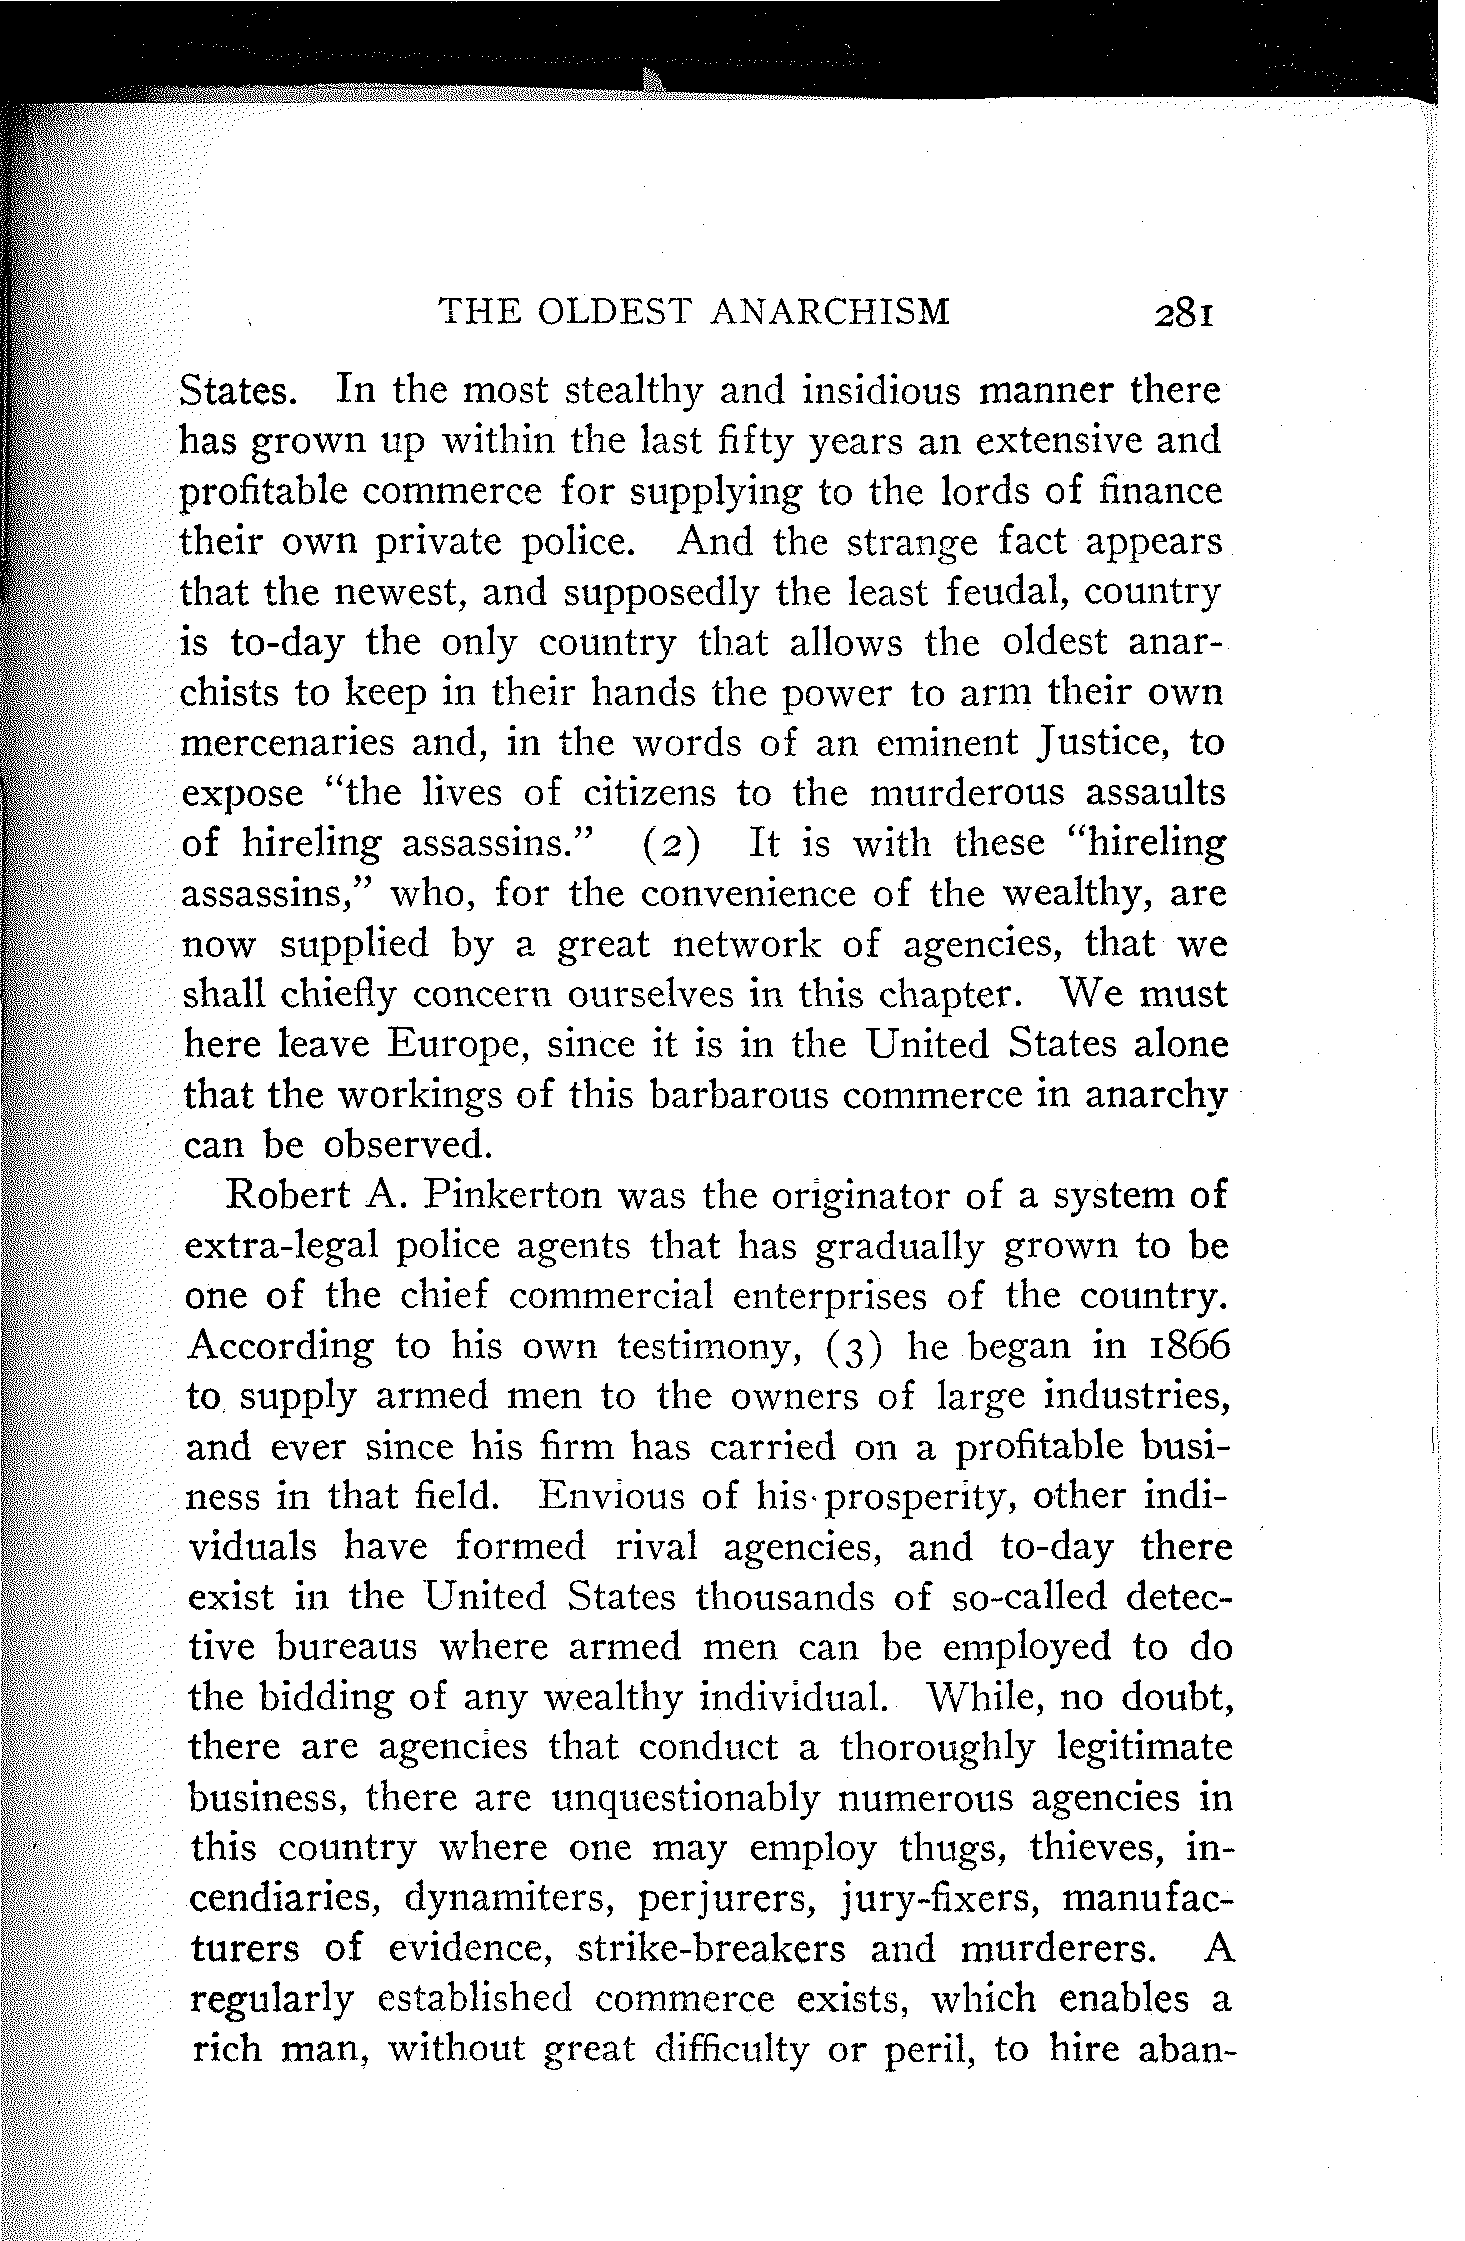 THE OLDEST ANARCHISM 281
States. In the most stealthy and insidious manner there
has grown up within the last fifty years an extensive and
profitable commerce for supplying to the lords of finance
their own private police. And the strange fact appears
that the newest, and supposedly the least feudal, country
is to-day the only country that allows the oldest anar-
chists to keep in their hands the power to arm their own
mercenaries and, in the words of an eminent Justice, to
expose “the lives of citizens to the murderous assaults
of hireling assassins.” (2) It is with these “hireling
assassins,” who, for the convenience of the wealthy, are
now supplied by a great network of agencies, that we
shall chiefly concern ourselves in this chapter. We must
here leave Europe, since it is in the United States alone
that the workings of this barbarous commerce in anarchy
can be observed.
Robert A. Pinkerton was the originator of a system of
extra-legal police agents that has gradually grown to be
one of the chief commercial enterprises of the country.
According to his own testimony, (3) he began in 1866
to supply armed men to the owners of large industries,
and ever since his firm has carried on a profitable busi-
ness in that field. Envious of his prosperity, other indi-
viduals have formed rival agencies, and to-day there
exist in the United States thousands of so-called detec-
tive bureaus where armed men can be employed to do
the bidding of any wealthy individual. While, no doubt,
there are agencies that conduct a thoroughly legitimate
business, there are unquestionably numerous agencies in
this country where one may employ thugs, thieves, in-
cendiaries, dynamiters, perjurers, jury-fixers, manufac-
turers of evidence, strike-breakers and murderers. A
regularly established commerce exists, which enables a
rich man, without great difficulty or peril, to hire aban-